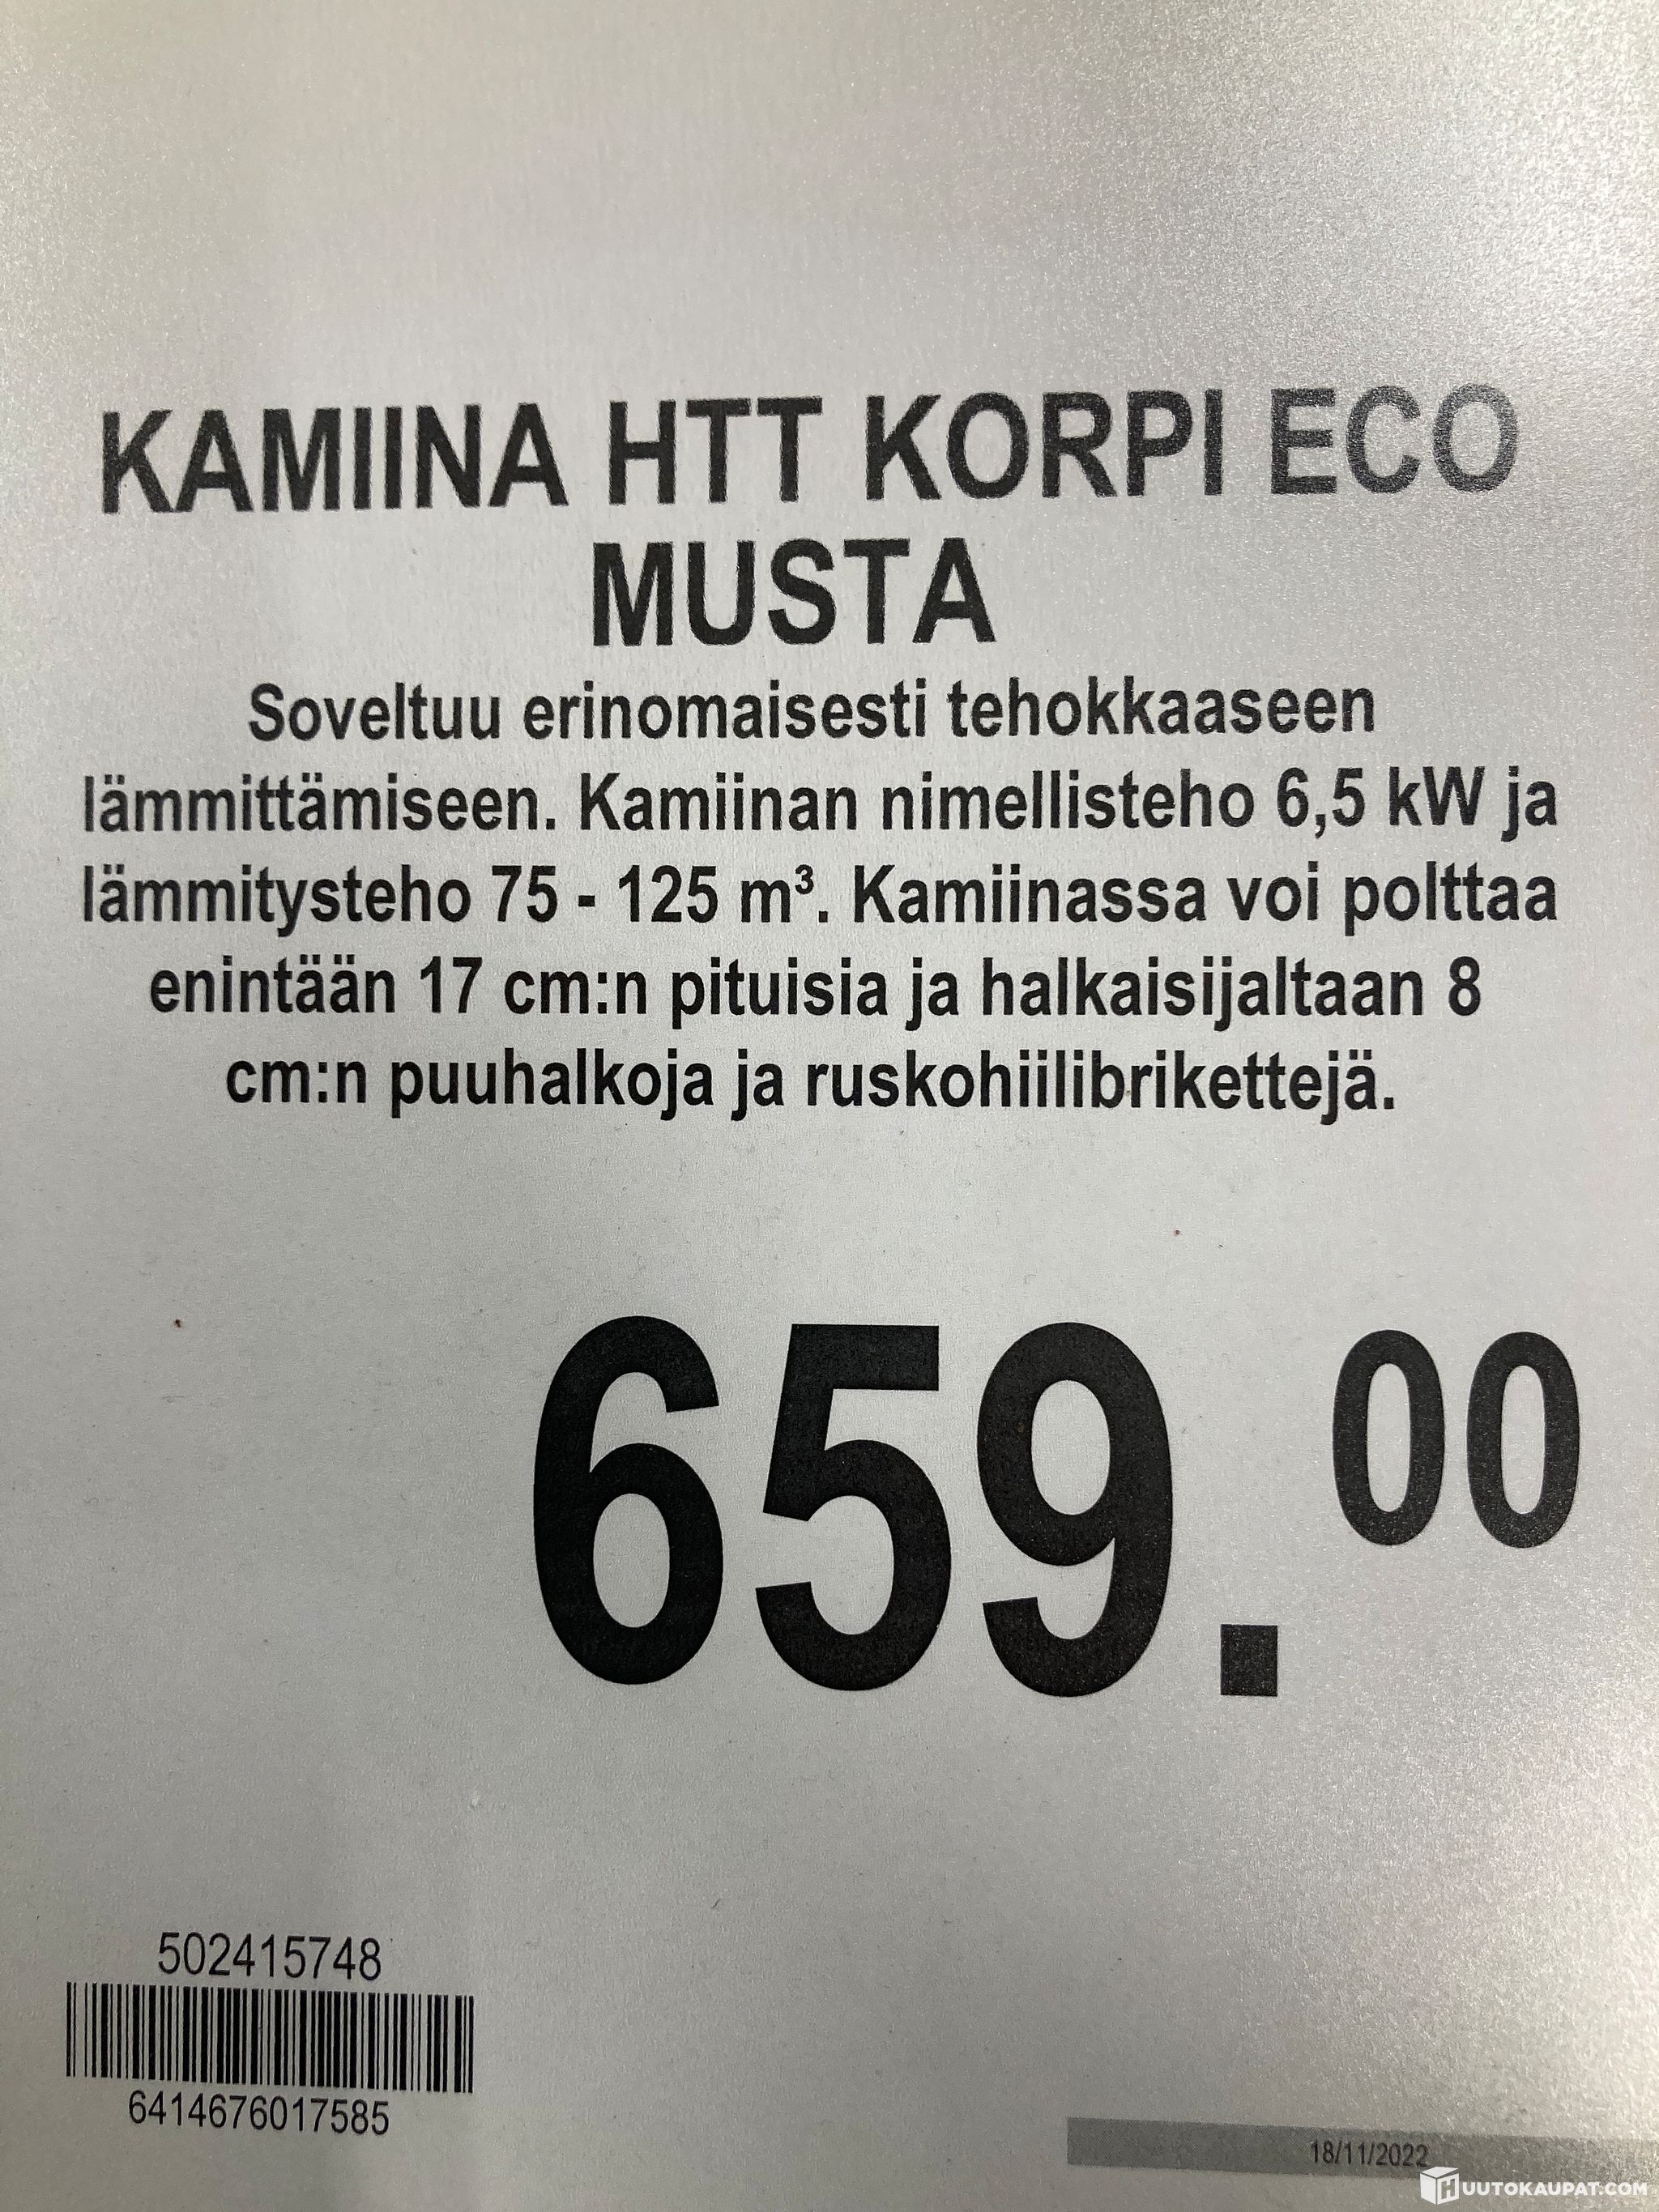 KAMIINA HTT KORPI ECO
MUSTA
Soveltuu erinomaisesti tehokkaaseen
lämmittämiseen. Kamiinan nimellisteho 6,5 kW ja
lämmitysteho 75 - 125 m³. Kamiinassa voi polttaa
enintään 17 cm:n pituisia ja halkaisijaltaan 8
cm:n puuhalkoja ja ruskohiilibrikettejä.
659.00
502415748
6414676017585
18/11/2022
HUUTOKAUPAT.COM